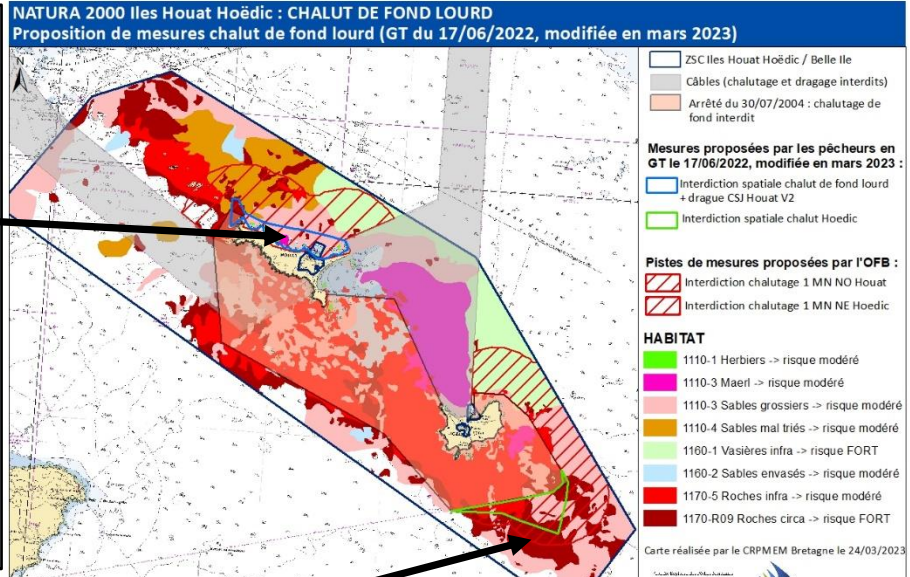 NATURA 2000 Iles Houat Hoëdic : CHALUT DE FOND LOURD
Proposition de mesures chalut de fond lourd (GT du 17/06/2022, modifiée en mars 2023)
N
ZSC Iles Houat Hoëdic / Belle Ile
Câbles (chalutage et dragage interdits)
Arrêté du 30/07/2004 : chalutage de
fond interdit
Mesures proposées par les pêcheurs en
GT le 17/06/2022, modifiée en mars 2023 :
Interdiction spatiale chalut de fond lourd
+ drague CSJ Houat V2
Interdiction spatiale chalut Hoedic
Pistes de mesures proposées par l'OFB :
Interdiction chalutage 1 MN NO Houat
Interdiction chalutage 1 MN NE Hoedic
HABITAT
1110-1 Herbiers -> risque modéré
1110-3 Maerl -> risque modéré
1110-3 Sables grossiers -> risque modéré
1110-4 Sables mal triés -> risque modéré
1160-1 Vasières infra -> risque FORT
1160-2 Sables envasés -> risque modéré
1170-5 Roches infra -> risque modéré
1170-R09 Roches circa -> risque FORT
Carte réalisée par le CRPMEM Bretagne le 24/03/2023